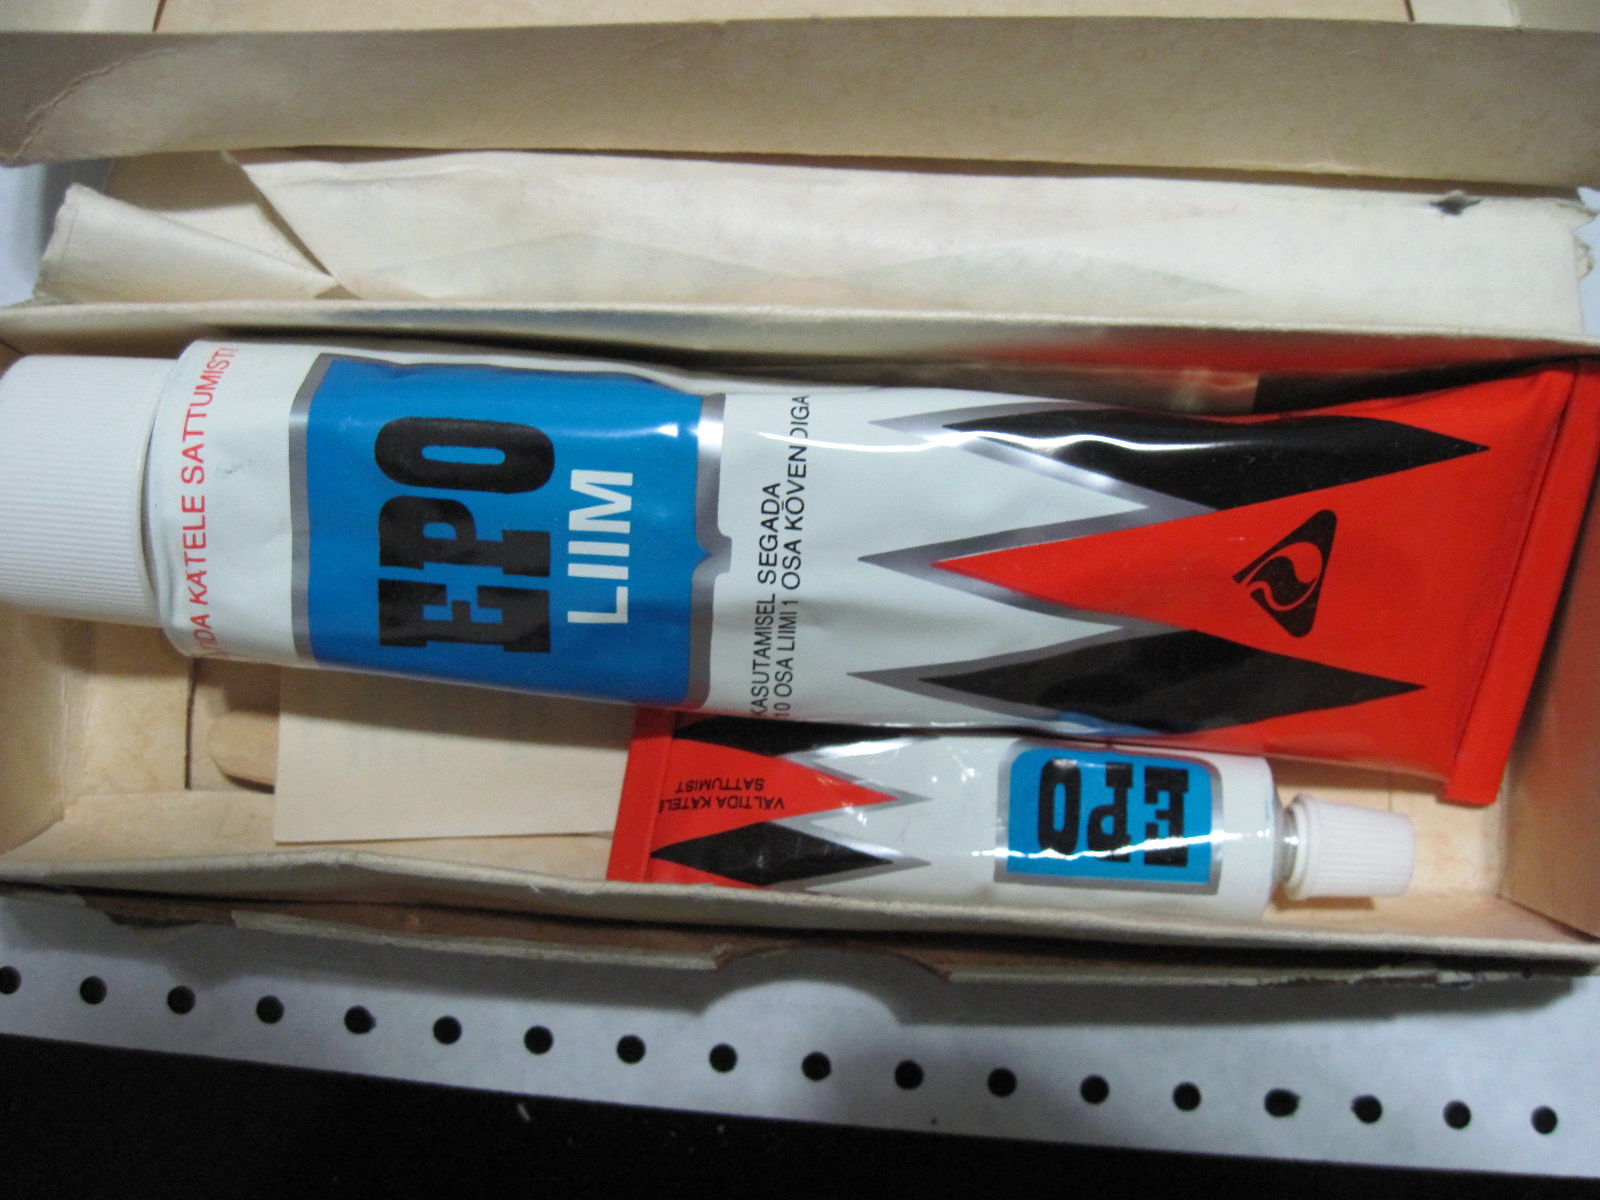 VÄLTIDA KÄTELE SATTUMIST!
EPO
LIIM
KASUTAMISEL SEGADA
10 OSA LIIMI 1 OSA KÕVENDIGA
VÄLTIDA KÄTELE
SATTUMIST
EPO